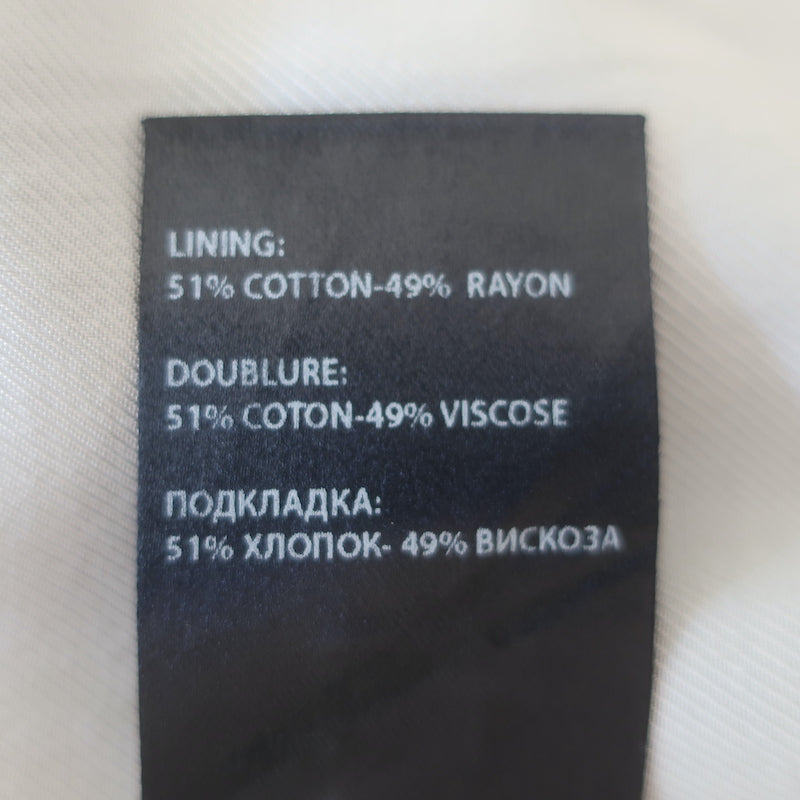 LINING:
51% COTTON-49% RAYON
DOUBLURE:
51% COTON-49% VISCOSE
ПОДКЛАДКА:
51% ХЛОПОК- 49% ВИСКОЗА